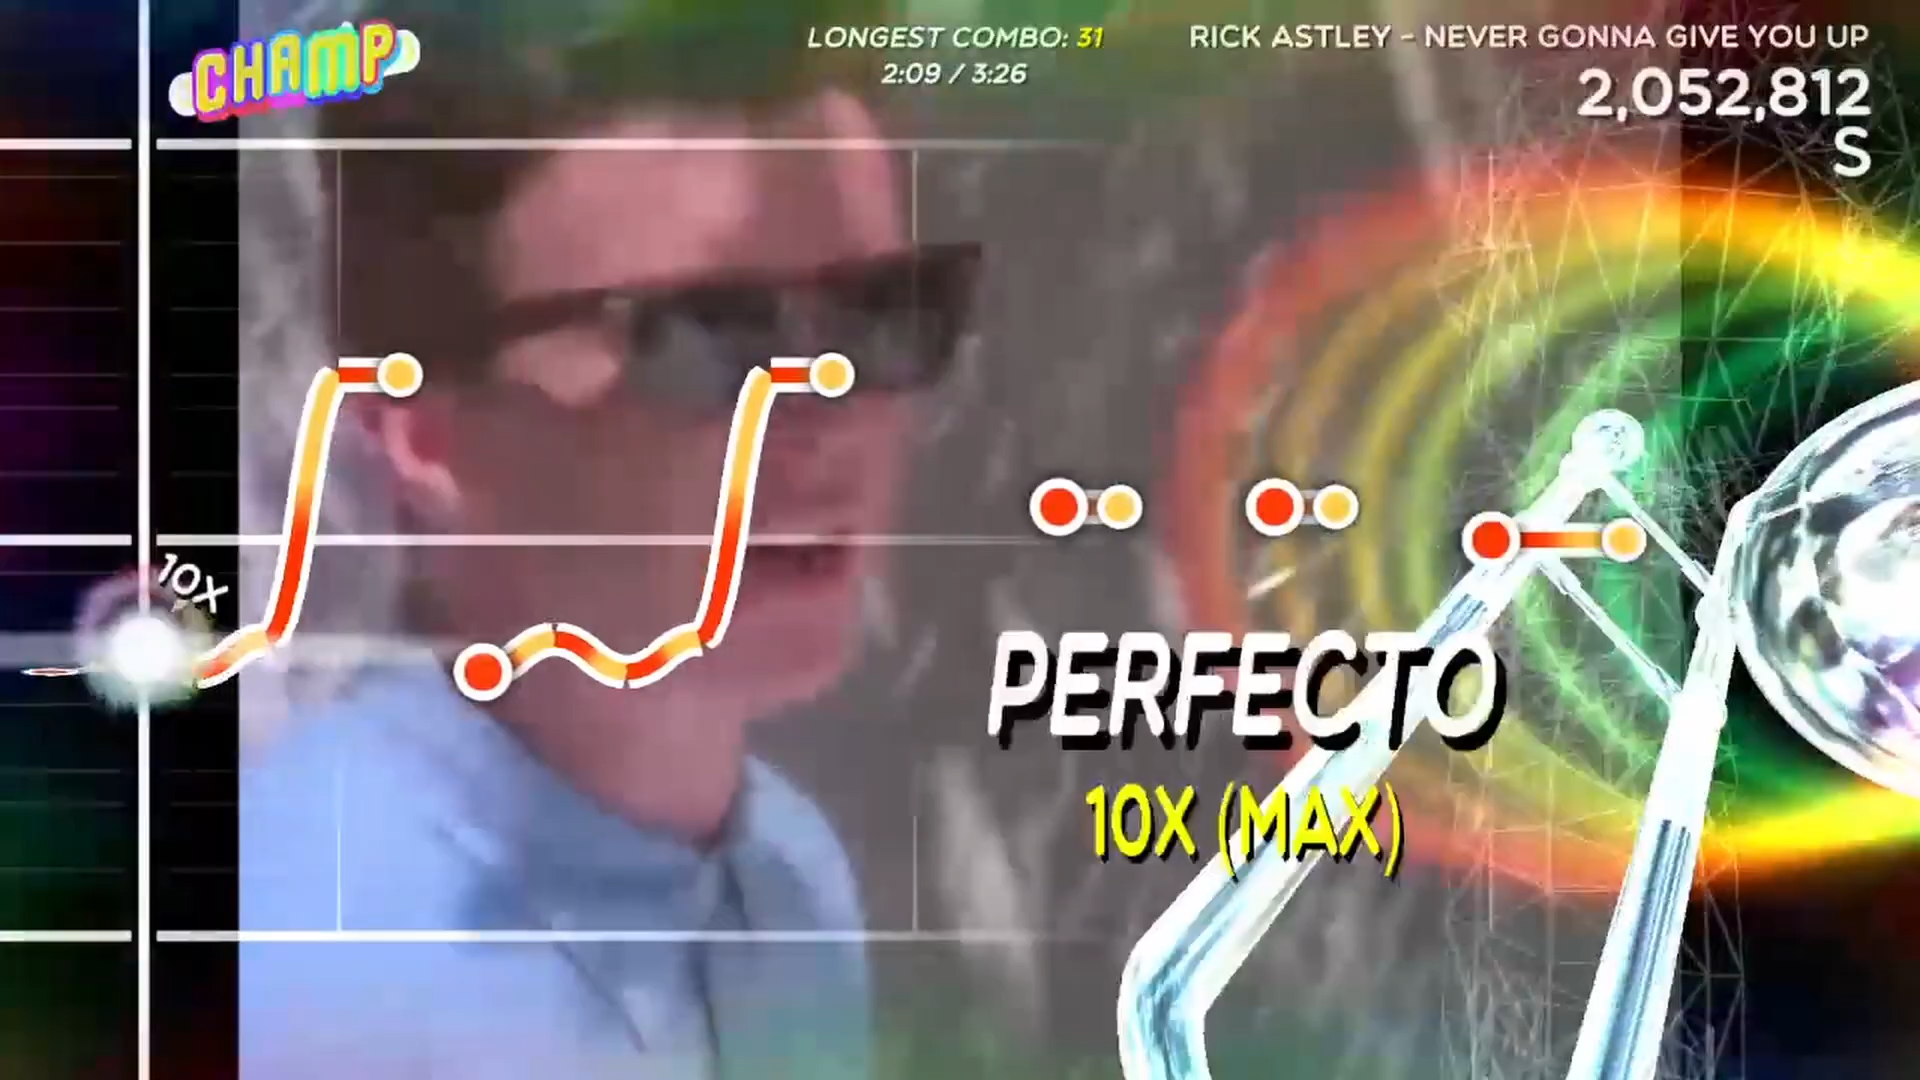 CHAMP
LONGEST COMBO: 31
2:09 / 3:26
RICK ASTLEY - NEVER GONNA GIVE YOU UP
2,052,812
S
10X
PERFECTO
10X (MAX)